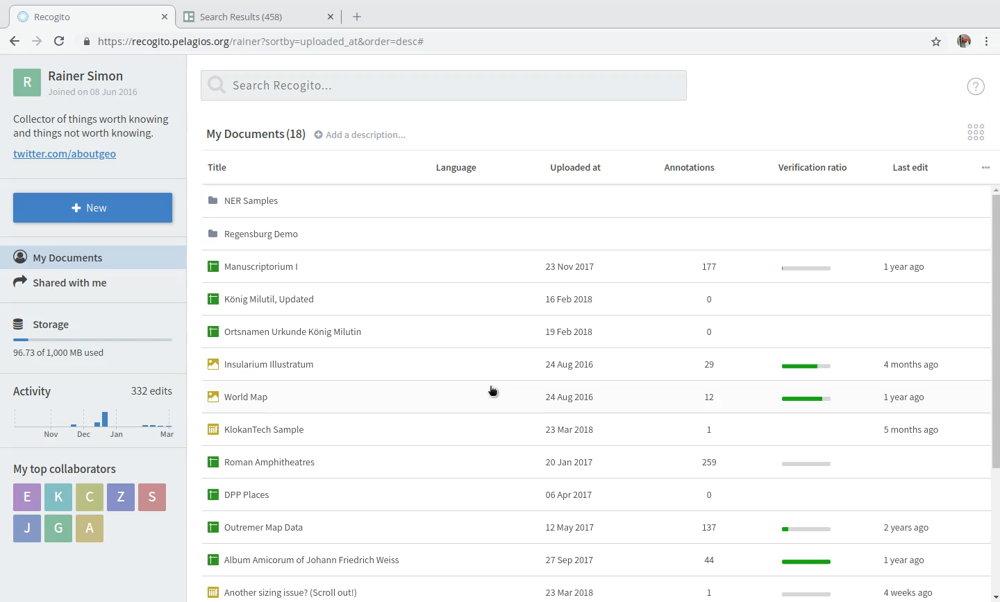 Recogito
Search Results (458)
https://recogito.pelagios.org/rainer?sortby=uploaded_at&order=desc#
R
Rainer Simon
Joined on 08 Jun 2016
Collector of things worth knowing
and things not worth knowing.
twitter.com/aboutgeo
New
My Documents
Shared with me
Storage
96.73 of 1,000 MB used
Activity 332 edits
Nov Dec Jan Mar
My top collaborators
E K C Z S
J G A
Search Recogito...
?
My Documents (18) Add a description...
Title Language Uploaded at Annotations Verification ratio Last edit
NER Samples
Regensburg Demo
Manuscriptorium I 23 Nov 2017 177 1 year ago
König Milutil, Updated 16 Feb 2018 0
Ortsnamen Urkunde König Milutin 19 Feb 2018 0
Insularium Illustratum 24 Aug 2016 29 4 months ago
World Map 24 Aug 2016 12 1 year ago
KlokanTech Sample 23 Mar 2018 1 5 months ago
Roman Amphitheatres 20 Jan 2017 259
DPP Places 06 Apr 2017 0
Outremer Map Data 12 May 2017 137 2 years ago
Album Amicorum of Johann Friedrich Weiss 27 Sep 2017 44 1 year ago
Another sizing issue? (Scroll out!) 23 Mar 2018 1 4 weeks ago